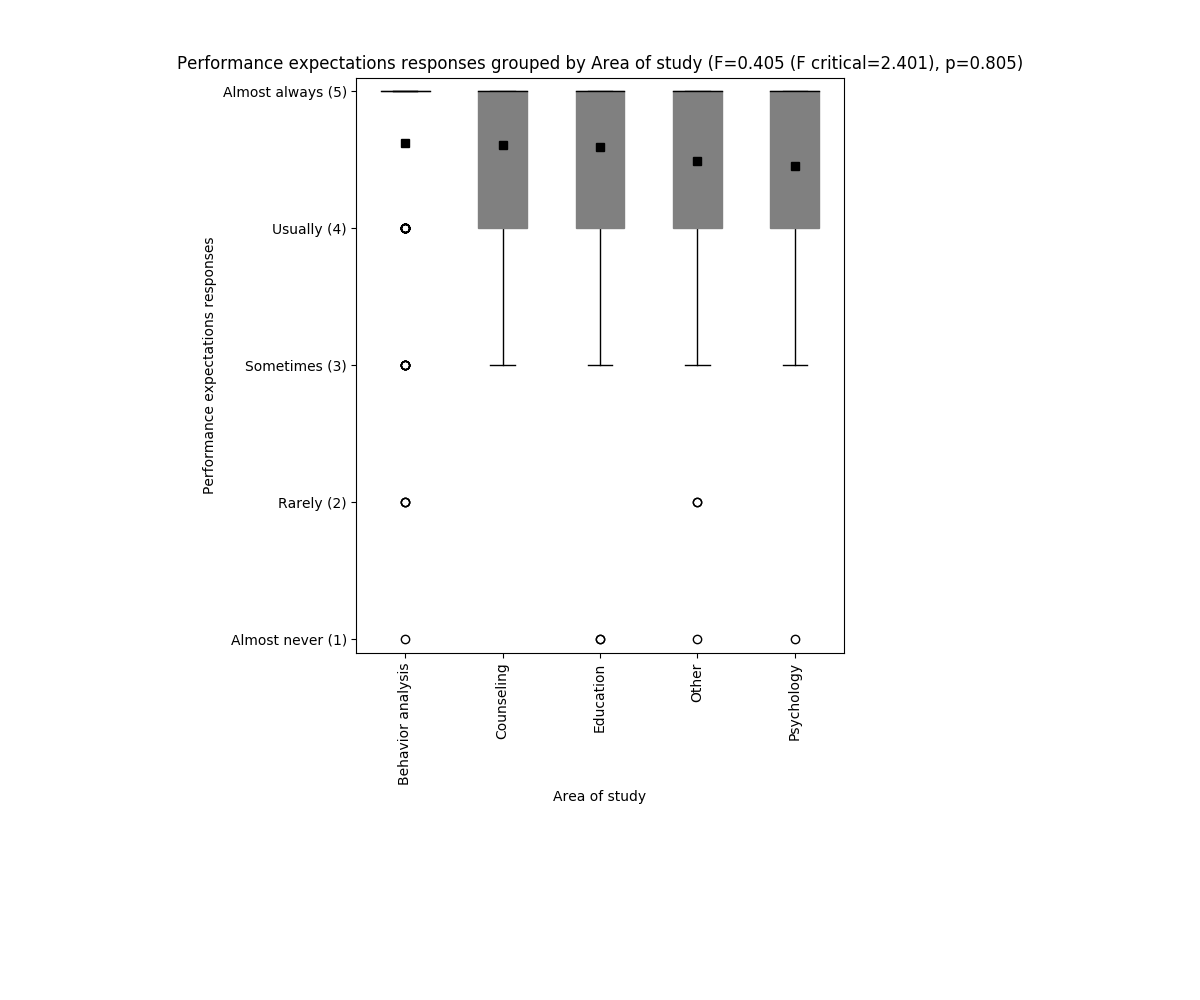 Performance expectations responses grouped by Area of study (F=0.405 (F critical=2.401), p=0.805)
Almost always (5)
Usually (4)
Sometimes (3)
Rarely (2)
Almost never (1)
Performance expectations responses
Behavior analysis
Counseling
Education
Other
Psychology
Area of study